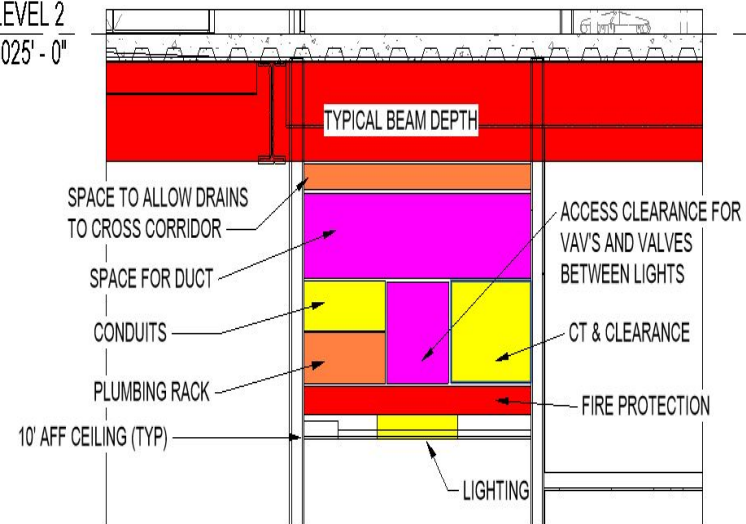 LEVEL 2
025' - 0"
TYPICAL BEAM DEPTH
SPACE TO ALLOW DRAINS
TO CROSS CORRIDOR
ACCESS CLEARANCE FOR
VAV'S AND VALVES
BETWEEN LIGHTS
SPACE FOR DUCT
CONDUITS
CT & CLEARANCE
PLUMBING RACK
FIRE PROTECTION
10' AFF CEILING (TYP)
LIGHTING